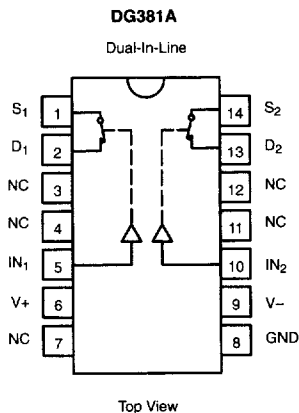 DG381A
Dual-In-Line
S1 1 14 S2
D1 2 13 D2
NC 3 12 NC
NC 4 11 NC
IN1 5 10 IN2
V+ 6 9 V–
NC 7 8 GND
Top View